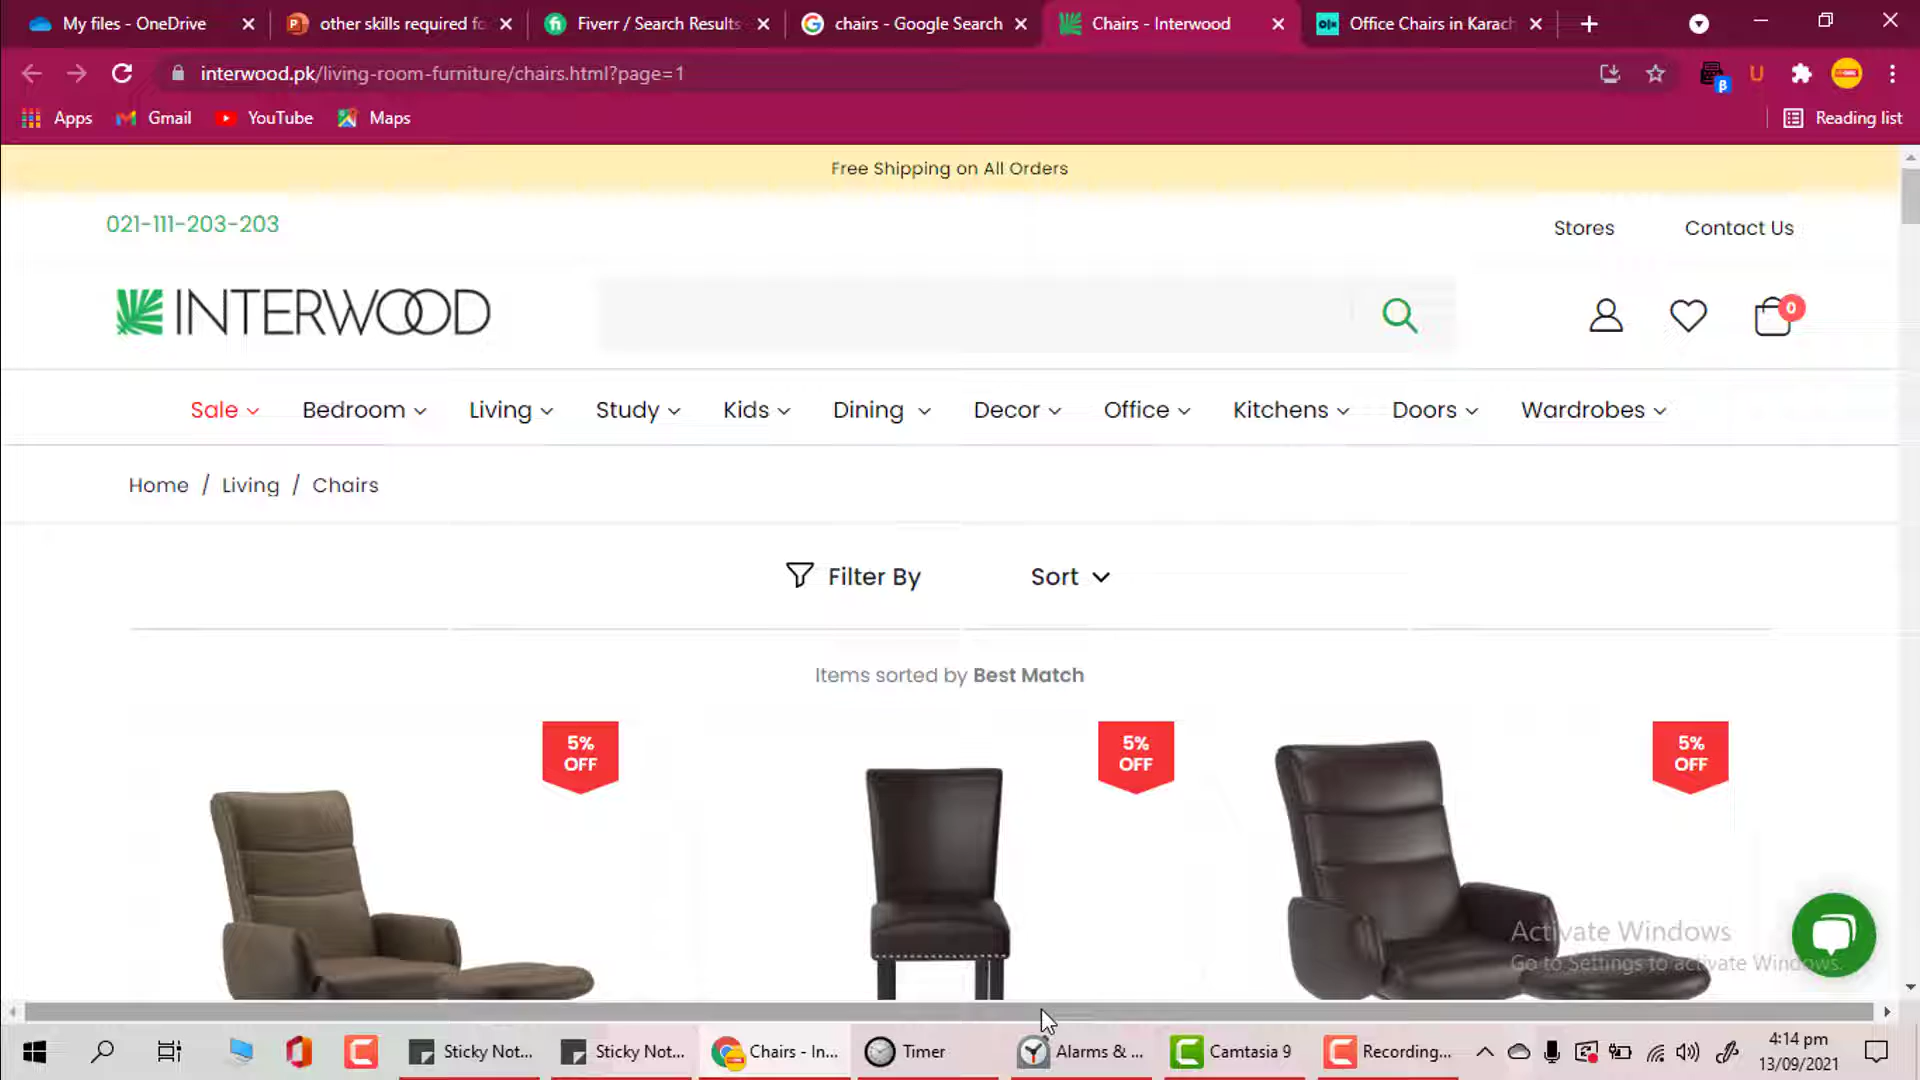 My files - OneDrive
other skills required fo
Fiverr / Search Results
chairs - Google Search
Chairs - Interwood
Office Chairs in Karach
interwood.pk/living-room-furniture/chairs.html?page=1
Apps
Gmail
YouTube
Maps
Reading list
Free Shipping on All Orders
021-111-203-203
Stores
Contact Us
INTERWOOD
0
Sale
Bedroom
Living
Study
Kids
Dining
Decor
Office
Kitchens
Doors
Wardrobes
Home / Living / Chairs
Filter By
Sort
Items sorted by Best Match
5%
OFF
5%
OFF
5%
OFF
Activate Windows
Go to Settings to activate Windows.
Sticky Not...
Sticky Not...
Chairs - In...
Timer
Alarms & ...
Camtasia 9
Recording...
4:14 pm
13/09/2021